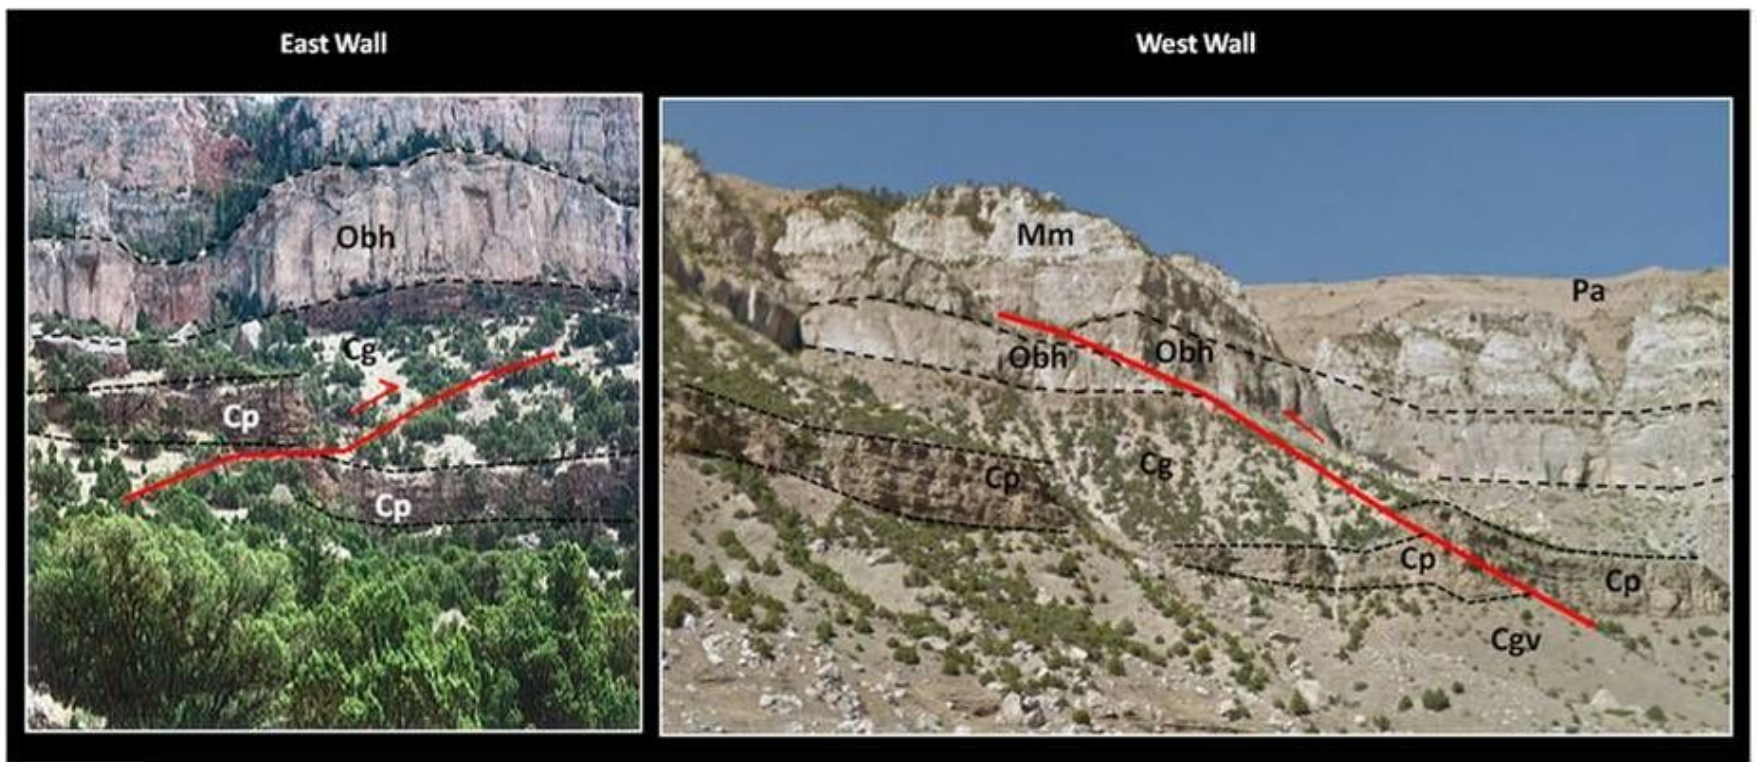 East Wall
West Wall
Obh
Cg
Cp
Cp
Mm
Pa
Obh
Obh
Cg
Cp
Cp
Cp
Cgv